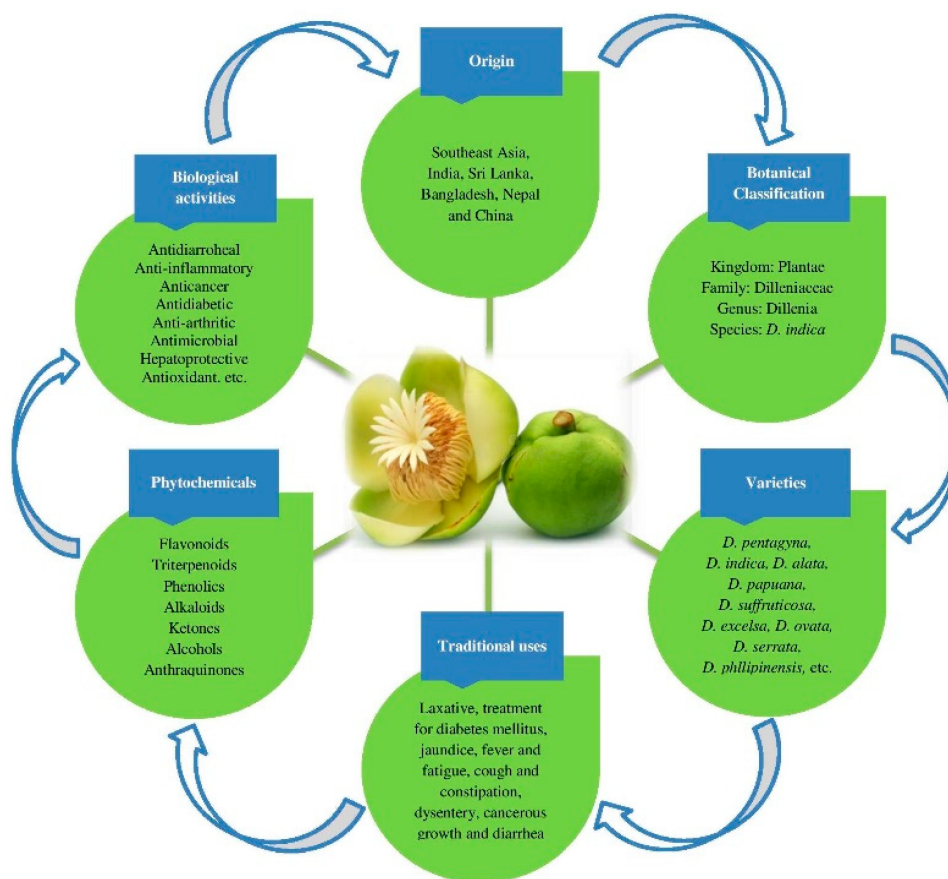 Origin
Southeast Asia,
India, Sri Lanka,
Bangladesh, Nepal
and China
Botanical
Classification
Kingdom: Plantae
Family: Dilleniaceae
Genus: Dillenia
Species: D. indica
Varieties
D. pentagyna,
D. indica, D. alata,
D. papuana,
D. suffruticosa,
D. excelsa, D. ovata,
D. serrata,
D. phllipinensis, etc.
Traditional uses
Laxative, treatment
for diabetes mellitus,
jaundice, fever and
fatigue, cough and
constipation,
dysentery, cancerous
growth and diarrhea
Phytochemicals
Flavonoids
Triterpenoids
Phenolics
Alkaloids
Ketones
Alcohols
Anthraquinones
Biological
activities
Antidiarroheal
Anti-inflammatory
Anticancer
Antidiabetic
Anti-arthritic
Antimicrobial
Hepatoprotective
Antioxidant. etc.